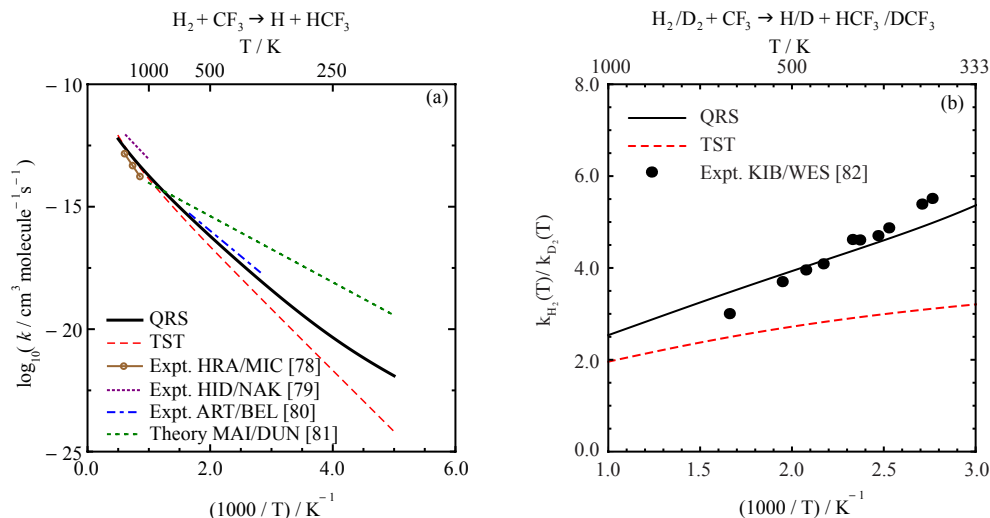 H₂ + CF₃ → H + HCF₃
T / K
1000 500 250
(a)
− 10
− 15
− 20
− 25
log₁₀( k / cm³ molecule⁻¹s⁻¹)
QRS
TST
Expt. HRA/MIC [78]
Expt. HID/NAK [79]
Expt. ART/BEL [80]
Theory MAI/DUN [81]
0.0 2.0 4.0 6.0
(1000 / T) / K⁻¹
H₂/D₂ + CF₃ → H/D + HCF₃ /DCF₃
T / K
1000 500 333
(b)
8.0
6.0
4.0
2.0
0.0
k_H₂(T)/ k_D₂(T)
QRS
TST
Expt. KIB/WES [82]
1.0 1.5 2.0 2.5 3.0
(1000 / T) / K⁻¹